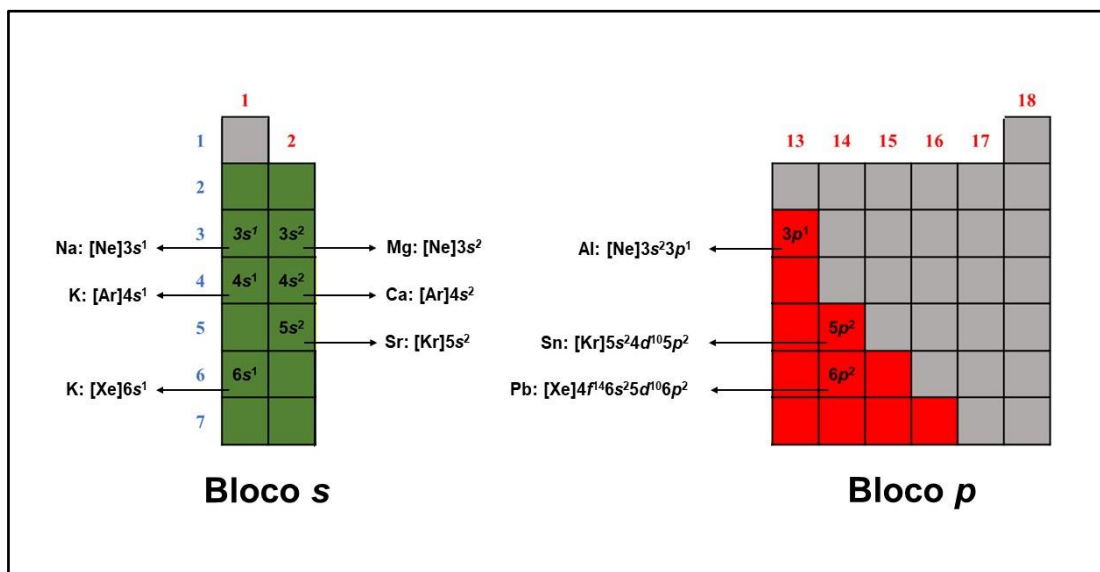 1 18
1 2 13 14 15 16 17
2
Na: [Ne]3s¹ 3 3s¹ 3s² Mg: [Ne]3s² Al: [Ne]3s²3p¹ 3p¹
K: [Ar]4s¹ 4 4s¹ 4s² Ca: [Ar]4s²
5 5s² Sr: [Kr]5s² Sn: [Kr]5s²4d¹⁰5p² 5p²
K: [Xe]6s¹ 6 6s¹ Pb: [Xe]4f¹⁴6s²5d¹⁰6p² 6p²
7
Bloco s Bloco p